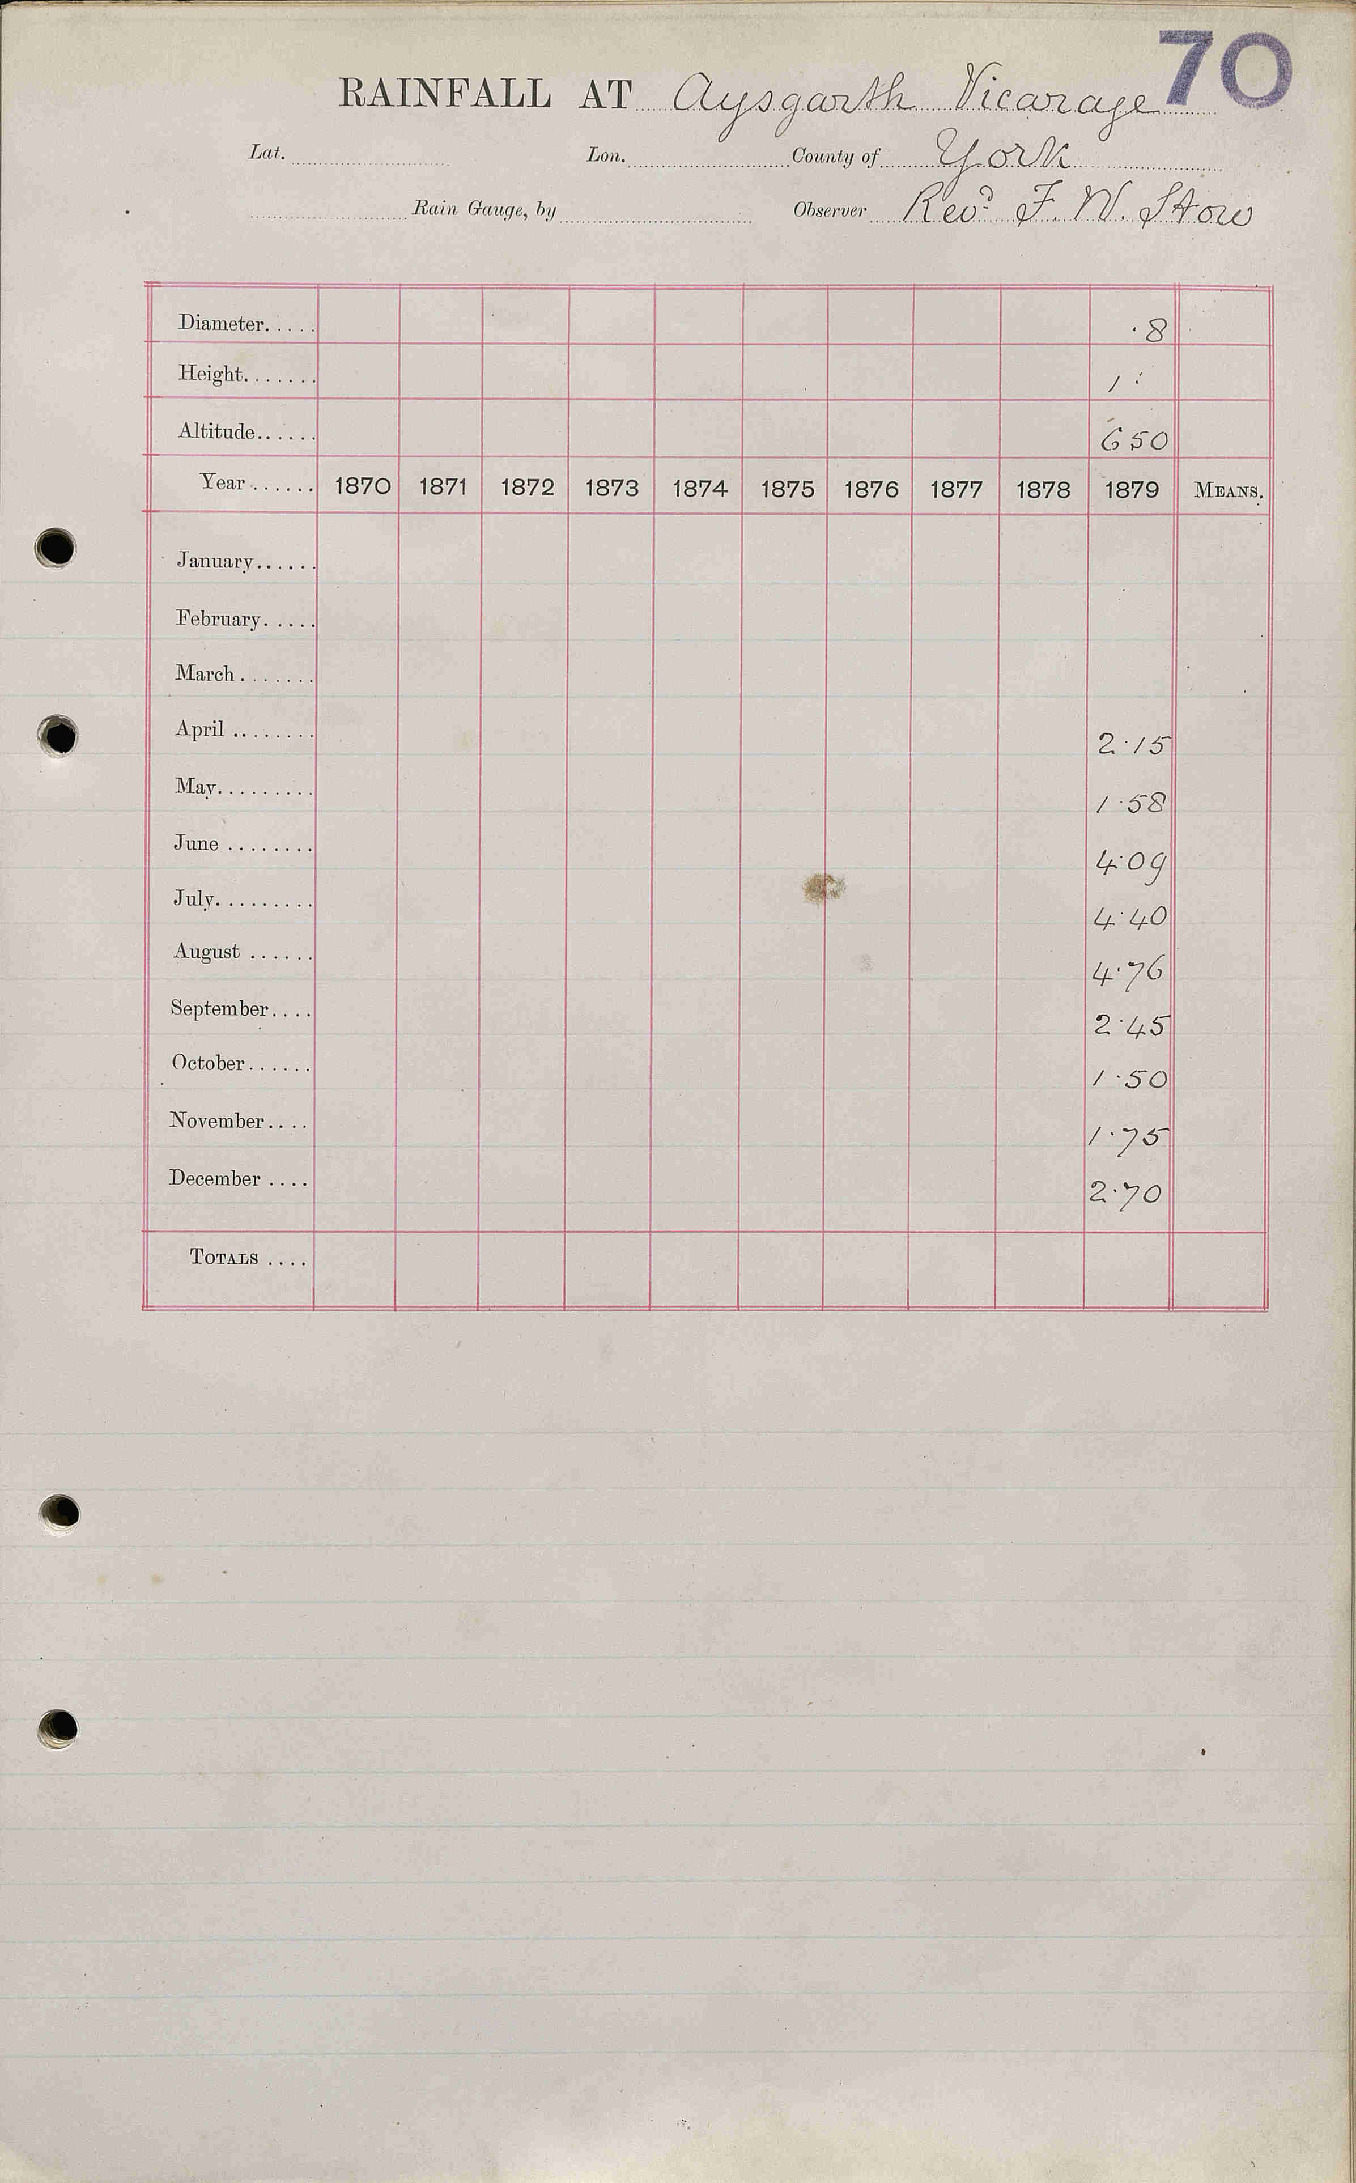 70
RAINFALL AT Aysgarth Vicarage
Lat. Lon. County of York
Rain Gauge, by Observer Revd F. W. Stow
Diameter..... ·8
Height....... 1
Altitude...... 650
Year...... 1870 1871 1872 1873 1874 1875 1876 1877 1878 1879 MEANS.
January......
February.....
March.......
April ........ 2·15
May......... 1·58
June ........ 4·09
July......... 4·40
August ...... 4·76
September.... 2·45
October...... 1·50
November.... 1·75
December .... 2·70
TOTALS ....